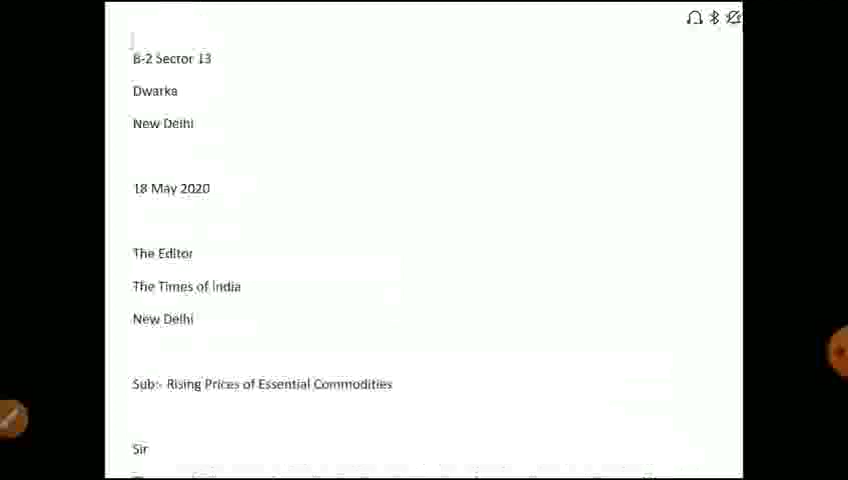 B-2 Sector 13
Dwarka
New Delhi
18 May 2020
The Editor
The Times of India
New Delhi
Sub:- Rising Prices of Essential Commodities
Sir